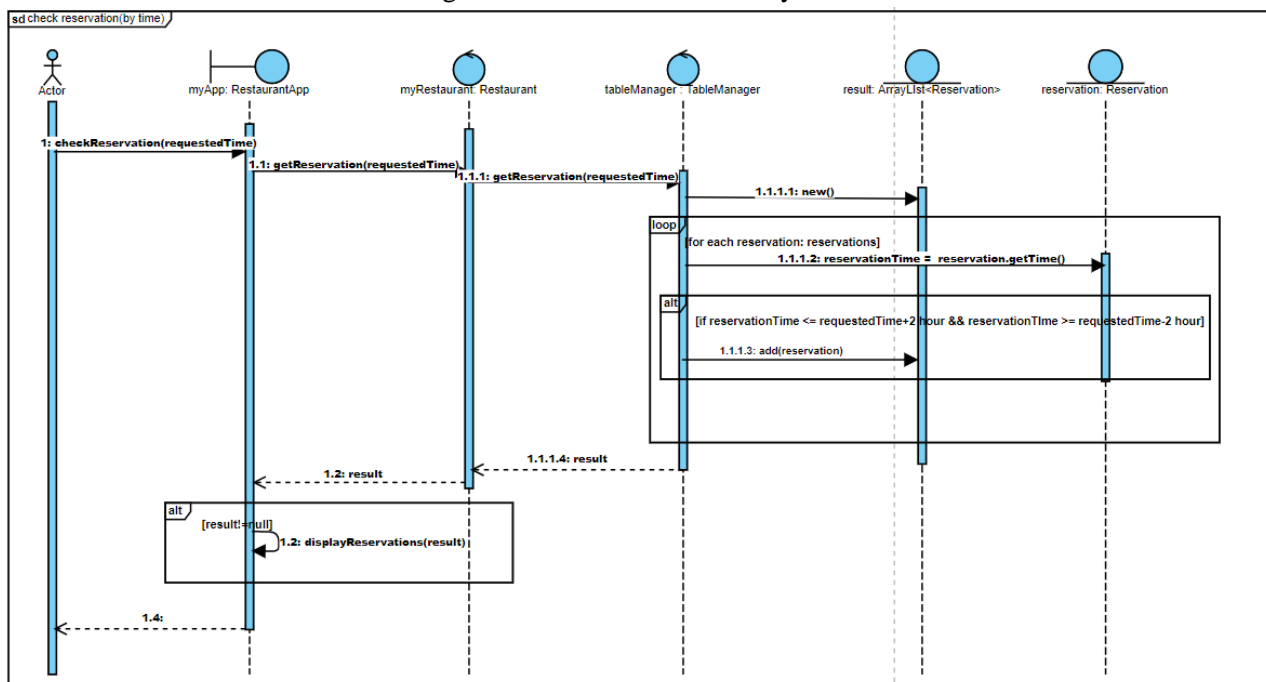 sd check reservation(by time)
Actor
myApp: RestaurantApp
myRestaurant: Restaurant
tableManager : TableManager
result: ArrayLIst<Reservation>
reservation: Reservation
1: checkReservation(requestedTime)
1.1: getReservation(requestedTime)
1.1.1: getReservation(requestedTime)
1.1.1.1: new()
loop
[for each reservation: reservations]
1.1.1.2: reservationTime = reservation.getTime()
alt
[if reservationTime <= requestedTime+2 hour && reservationTIme >= requestedTime-2 hour]
1.1.1.3: add(reservation)
1.1.1.4: result
1.2: result
alt
[result!=null]
1.2: displayReservations(result)
1.4: